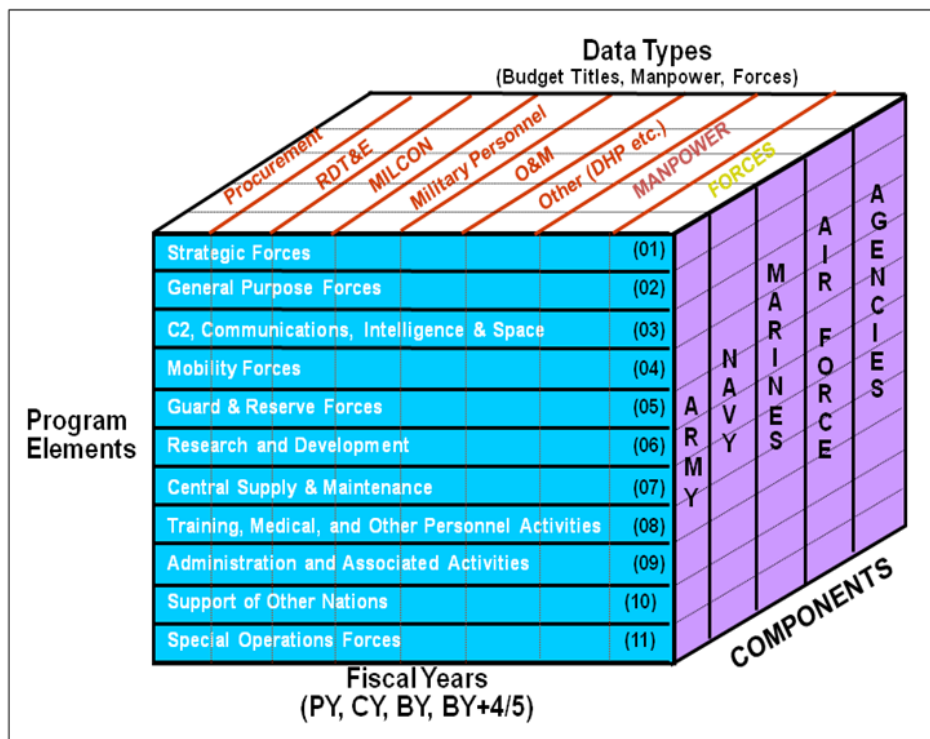 Data Types
(Budget Titles, Manpower, Forces)
Procurement
RDT&E
MILCON
Military Personnel
O&M
Other (DHP etc.)
MANPOWER
FORCES
Program
Elements
Strategic Forces (01)
General Purpose Forces (02)
C2, Communications, Intelligence & Space (03)
Mobility Forces (04)
Guard & Reserve Forces (05)
Research and Development (06)
Central Supply & Maintenance (07)
Training, Medical, and Other Personnel Activities (08)
Administration and Associated Activities (09)
Support of Other Nations (10)
Special Operations Forces (11)
ARMY
NAVY
MARINES
AIR FORCE
AGENCIES
COMPONENTS
Fiscal Years
(PY, CY, BY, BY+4/5)